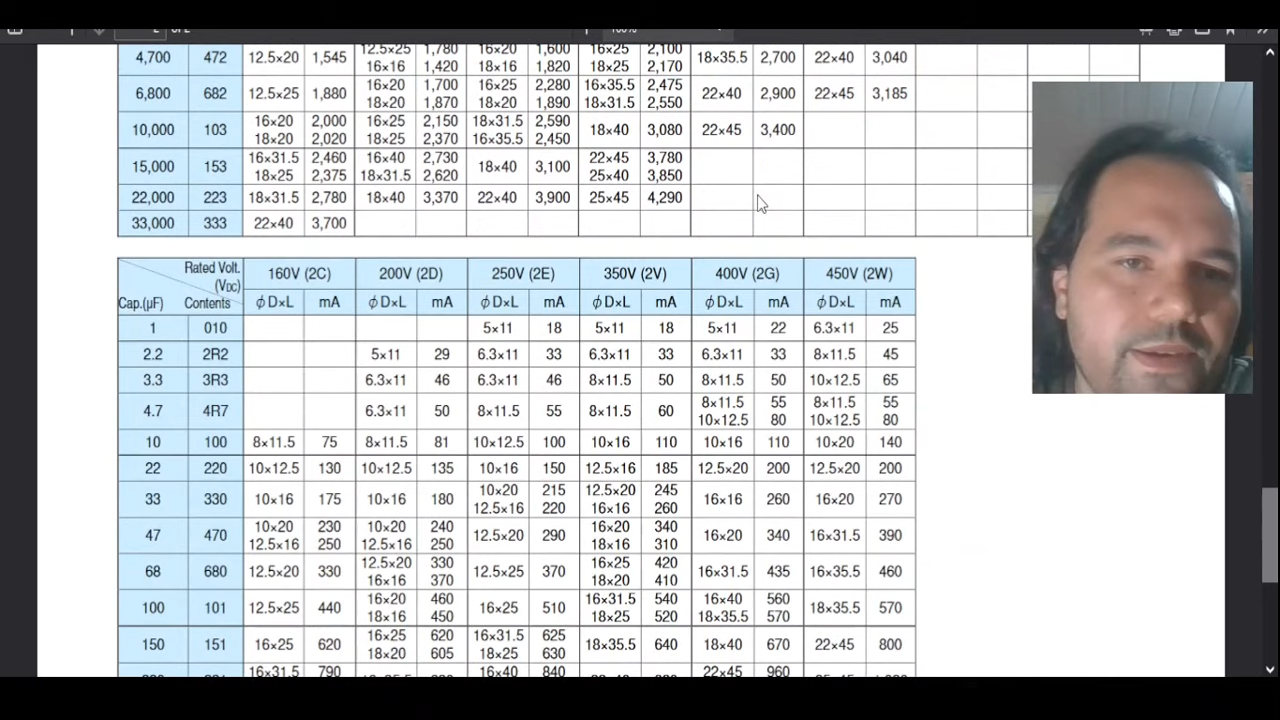 4,700 472 12.5×20 1,545 12.5×25 1,780 16×20 1,600 16×25 2,100 18×35.5 2,700 22×40 3,040
16×16 1,420 18×16 1,820 18×25 2,170
6,800 682 12.5×25 1,880 16×20 1,700 16×25 2,280 16×35.5 2,475 22×40 2,900 22×45 3,185
18×20 1,870 18×20 1,890 18×31.5 2,550
10,000 103 16×20 2,000 16×25 2,150 18×31.5 2,590 18×40 3,080 22×45 3,400
18×20 2,020 18×25 2,370 16×35.5 2,450
15,000 153 16×31.5 2,460 16×40 2,730 18×40 3,100 22×45 3,780
18×25 2,375 18×31.5 2,620 25×40 3,850
22,000 223 18×31.5 2,780 18×40 3,370 22×40 3,900 25×45 4,290
33,000 333 22×40 3,700
Rated Volt. (VDC) 160V (2C) 200V (2D) 250V (2E) 350V (2V) 400V (2G) 450V (2W)
Cap.(µF) Contents φD×L mA φD×L mA φD×L mA φD×L mA φD×L mA φD×L mA
1 010 5×11 18 5×11 18 5×11 22 6.3×11 25
2.2 2R2 5×11 29 6.3×11 33 6.3×11 33 6.3×11 33 8×11.5 45
3.3 3R3 6.3×11 46 6.3×11 46 8×11.5 50 8×11.5 50 10×12.5 65
4.7 4R7 6.3×11 50 8×11.5 55 8×11.5 60 8×11.5 55 8×11.5 55
10×12.5 80 10×12.5 80
10 100 8×11.5 75 8×11.5 81 10×12.5 100 10×16 110 10×16 110 10×20 140
22 220 10×12.5 130 10×12.5 135 10×16 150 12.5×16 185 12.5×20 200 12.5×20 200
33 330 10×16 175 10×16 180 10×20 215 12.5×20 245 16×16 260 16×20 270
12.5×16 220 16×16 260
47 470 10×20 230 10×20 240 12.5×20 290 16×20 340 16×20 340 16×31.5 390
12.5×16 250 12.5×16 250 18×16 310
68 680 12.5×20 330 12.5×20 330 12.5×25 370 16×25 420 16×31.5 435 16×35.5 460
16×16 370 18×20 410
100 101 12.5×25 440 16×20 460 16×25 510 16×31.5 540 16×40 560 18×35.5 570
18×16 450 18×25 520 18×35.5 570
150 151 16×25 620 16×25 620 16×31.5 625 18×35.5 640 18×40 670 22×45 800
18×20 605 18×25 630
16×31.5 790 16×40 840 22×45 960